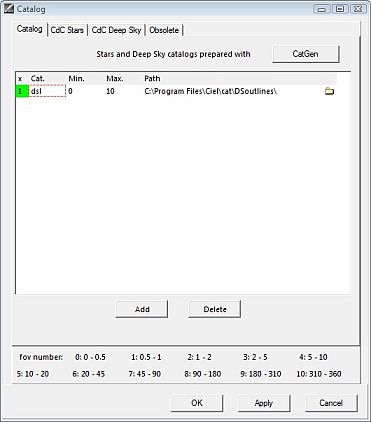 Catalog
Catalog CdC Stars CdC Deep Sky Obsolete
Stars and Deep Sky catalogs prepared with CatGen
x Cat. Min. Max. Path
1 dsl 0 10 C:\Program Files\Ciel\cat\DSoutlines\
Add Delete
fov number: 0: 0 - 0.5 1: 0.5 - 1 2: 1 - 2 3: 2 - 5 4: 5 - 10
5: 10 - 20 6: 20 - 45 7: 45 - 90 8: 90 - 180 9: 180 - 310 10: 310 - 360
OK Apply Cancel